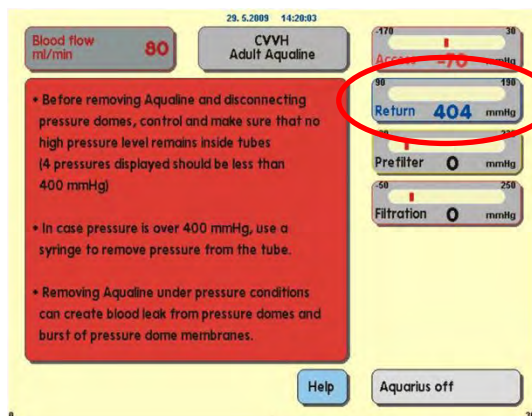 29. 5.2009 14:20:03
Blood flow
ml/min 80
CVVH
Adult Aqualine
-170 30
Access -70 mmHg
90 190
Return 404 mmHg
Prefilter 0 mmHg
-50 250
Filtration 0 mmHg
• Before removing Aqualine and disconnecting
pressure domes, control and make sure that no
high pressure level remains inside tubes
(4 pressures displayed should be less than
400 mmHg)
• In case pressure is over 400 mmHg, use a
syringe to remove pressure from the tube.
• Removing Aqualine under pressure conditions
can create blood leak from pressure domes and
burst of pressure dome membranes.
Help
Aquarius off